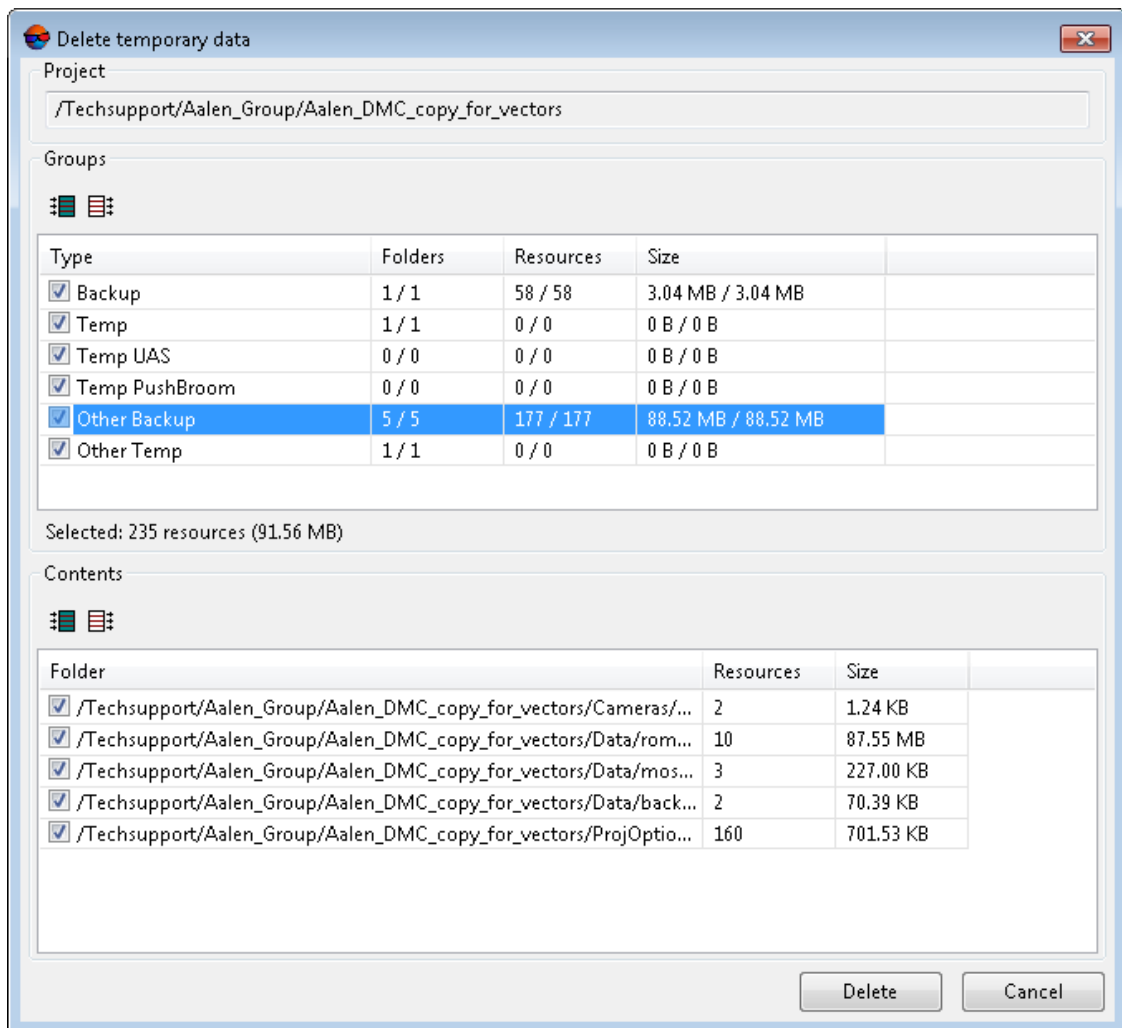 Delete temporary data
Project
/Techsupport/Aalen_Group/Aalen_DMC_copy_for_vectors
Groups
Type Folders Resources Size
Backup 1 / 1 58 / 58 3.04 MB / 3.04 MB
Temp 1 / 1 0 / 0 0 B / 0 B
Temp UAS 0 / 0 0 / 0 0 B / 0 B
Temp PushBroom 0 / 0 0 / 0 0 B / 0 B
Other Backup 5 / 5 177 / 177 88.52 MB / 88.52 MB
Other Temp 1 / 1 0 / 0 0 B / 0 B
Selected: 235 resources (91.56 MB)
Contents
Folder Resources Size
/Techsupport/Aalen_Group/Aalen_DMC_copy_for_vectors/Cameras/... 2 1.24 KB
/Techsupport/Aalen_Group/Aalen_DMC_copy_for_vectors/Data/rom... 10 87.55 MB
/Techsupport/Aalen_Group/Aalen_DMC_copy_for_vectors/Data/mos... 3 227.00 KB
/Techsupport/Aalen_Group/Aalen_DMC_copy_for_vectors/Data/back... 2 70.39 KB
/Techsupport/Aalen_Group/Aalen_DMC_copy_for_vectors/ProjOptio... 160 701.53 KB
Delete Cancel